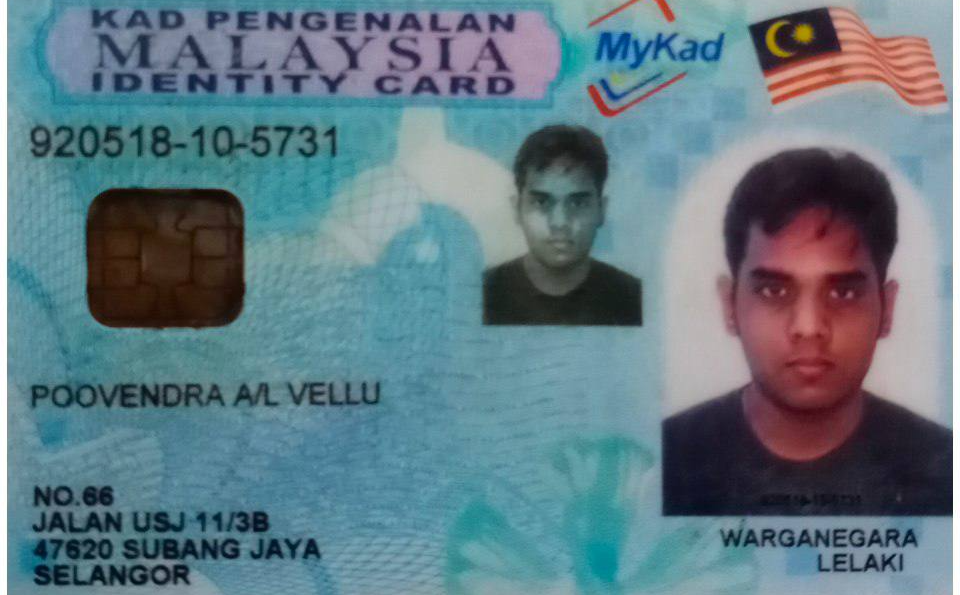 KAD PENGENALAN
MALAYSIA
IDENTITY CARD
MyKad
920518-10-5731
POOVENDRA A/L VELLU
NO.66
JALAN USJ 11/3B
47620 SUBANG JAYA
SELANGOR
920518-10-5731
WARGANEGARA
LELAKI